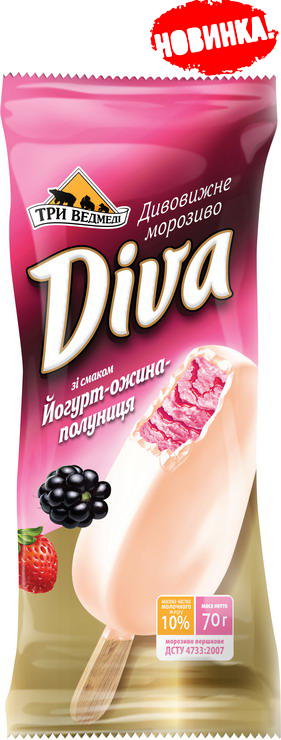 НОВИНКА!
ТРИ ВЕДМЕДІ
Дивовижне
морозиво
Diva
зі смаком
Йогурт-ожина-
полуниця
масова частка
молочного
жиру
10%
маса нетто
70 г
морозиво вершкове
ДСТУ 4733:2007